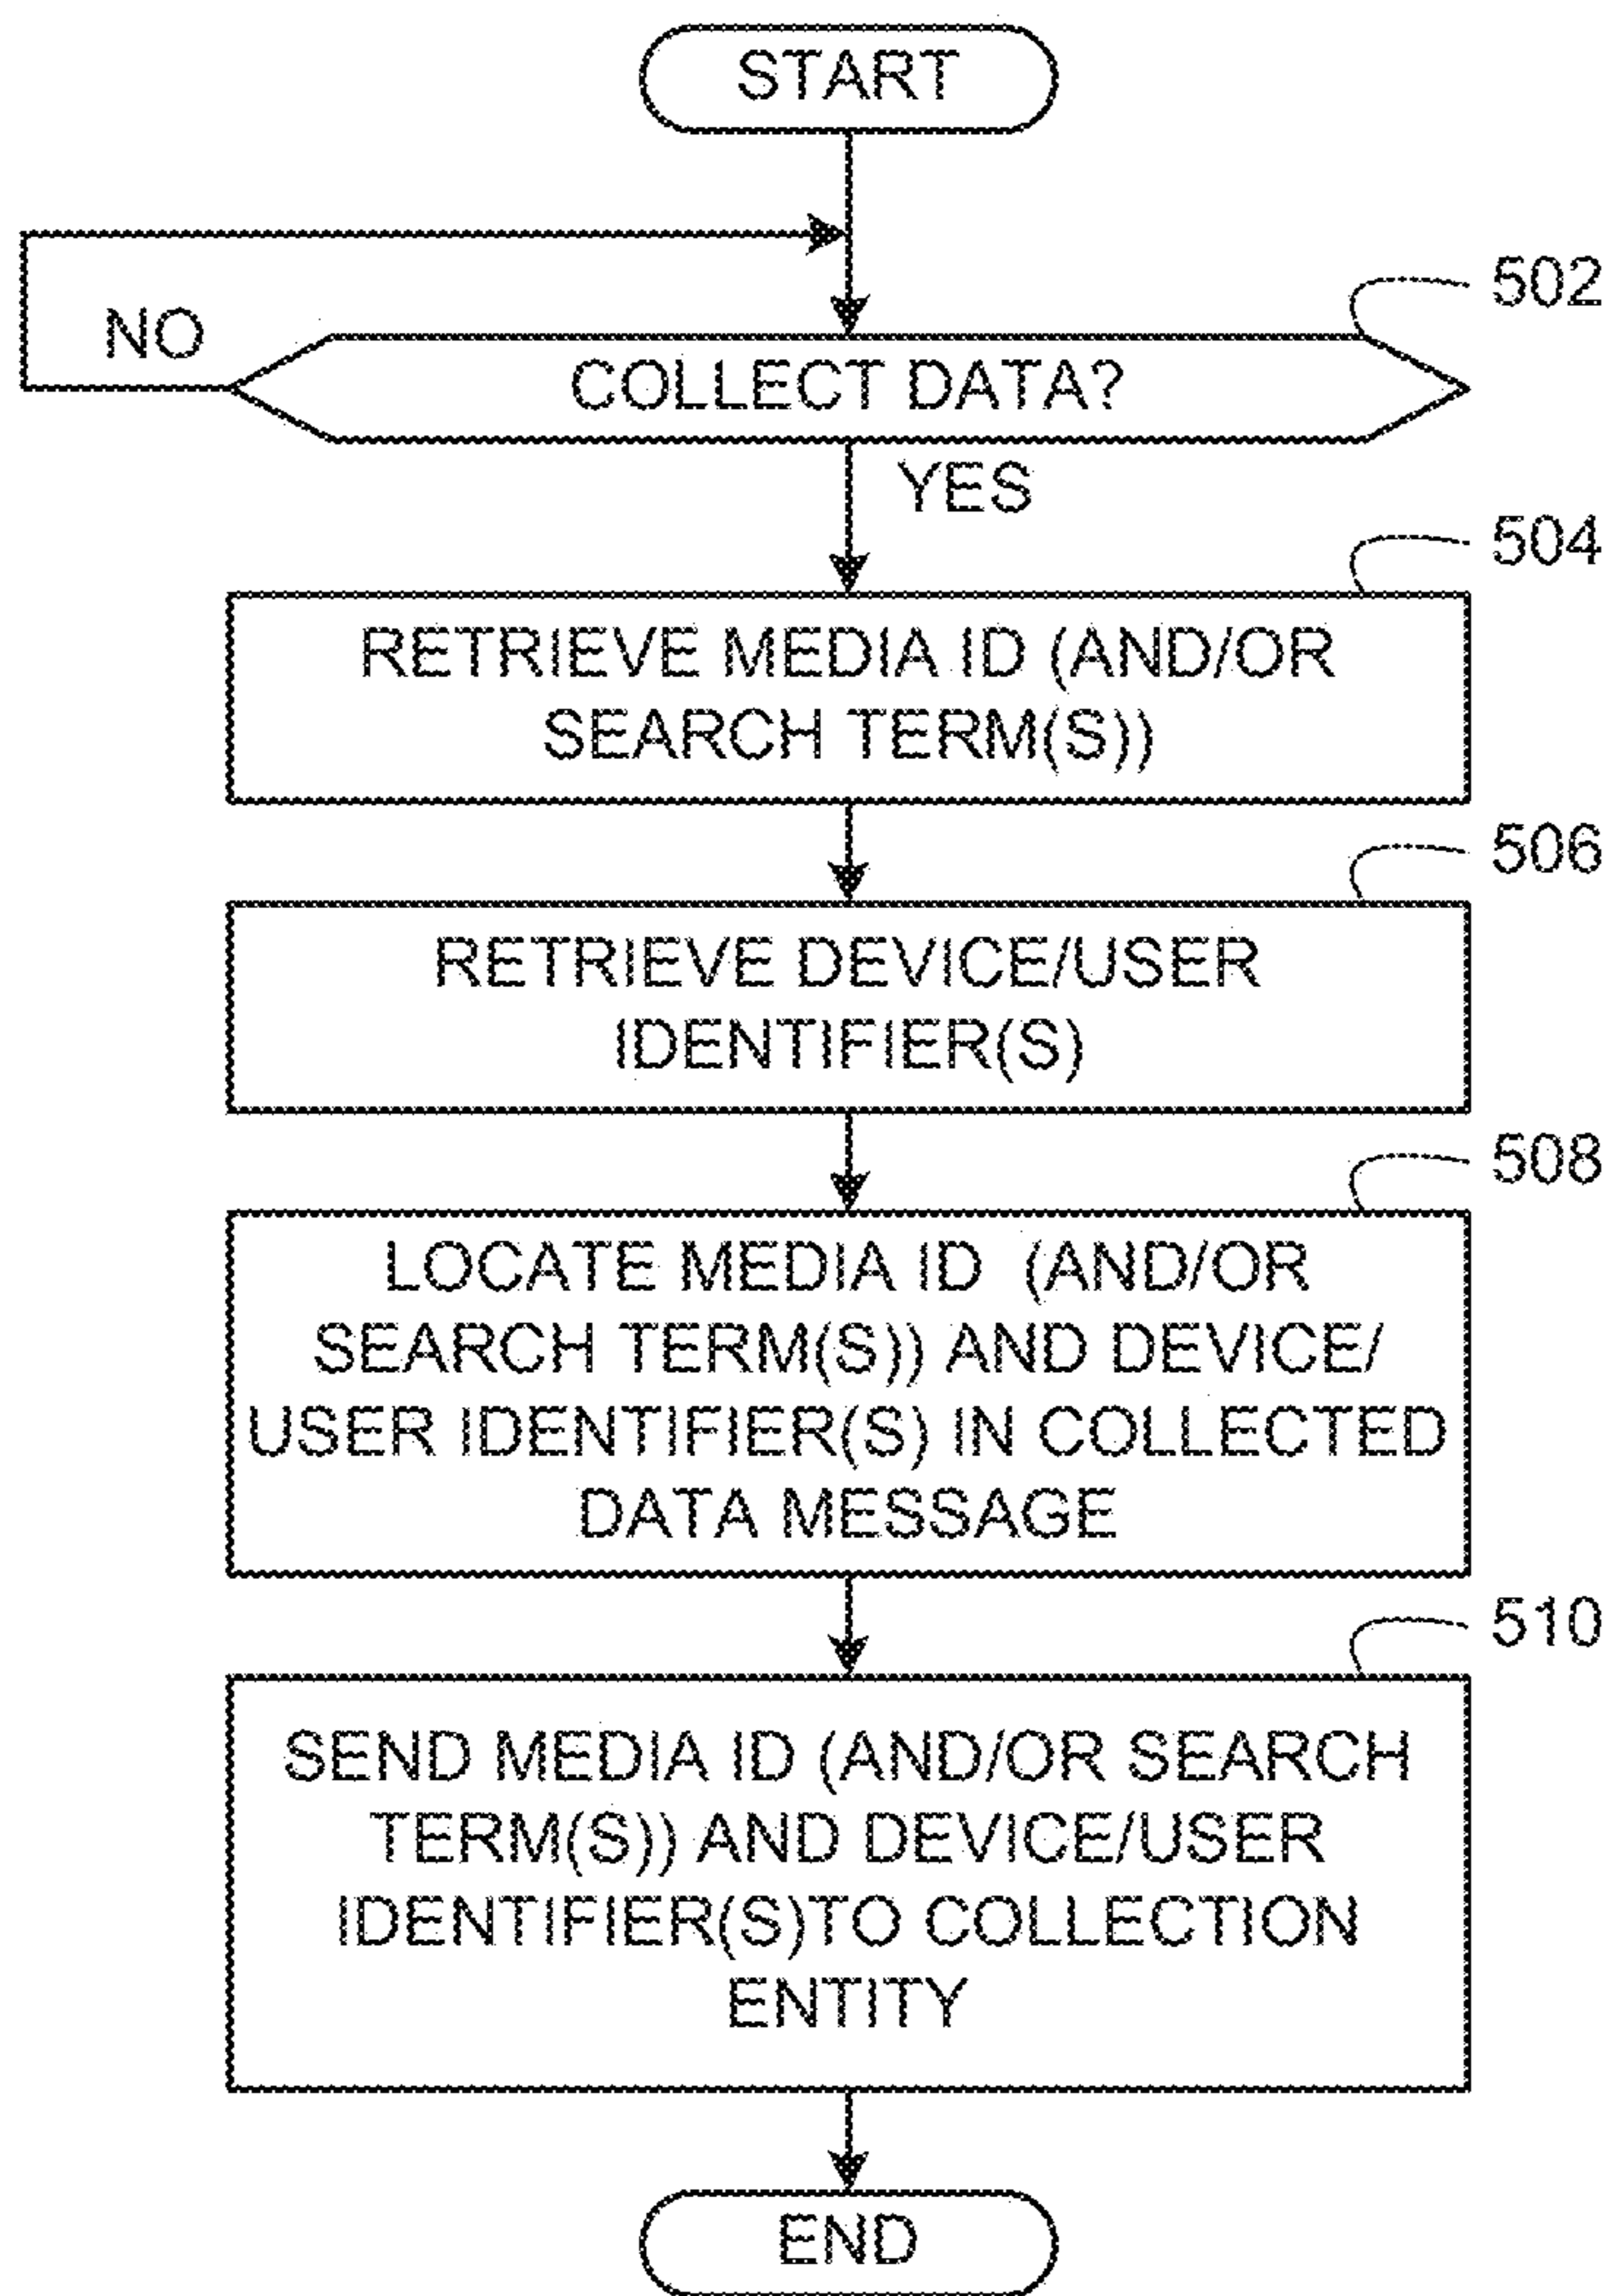 START
502
NO
COLLECT DATA?
YES
504
RETRIEVE MEDIA ID (AND/OR
SEARCH TERM(S))
506
RETRIEVE DEVICE/USER
IDENTIFIER(S)
508
LOCATE MEDIA ID (AND/OR
SEARCH TERM(S)) AND DEVICE/
USER IDENTIFIER(S) IN COLLECTED
DATA MESSAGE
510
SEND MEDIA ID (AND/OR SEARCH
TERM(S)) AND DEVICE/USER
IDENTIFIER(S)TO COLLECTION
ENTITY
END